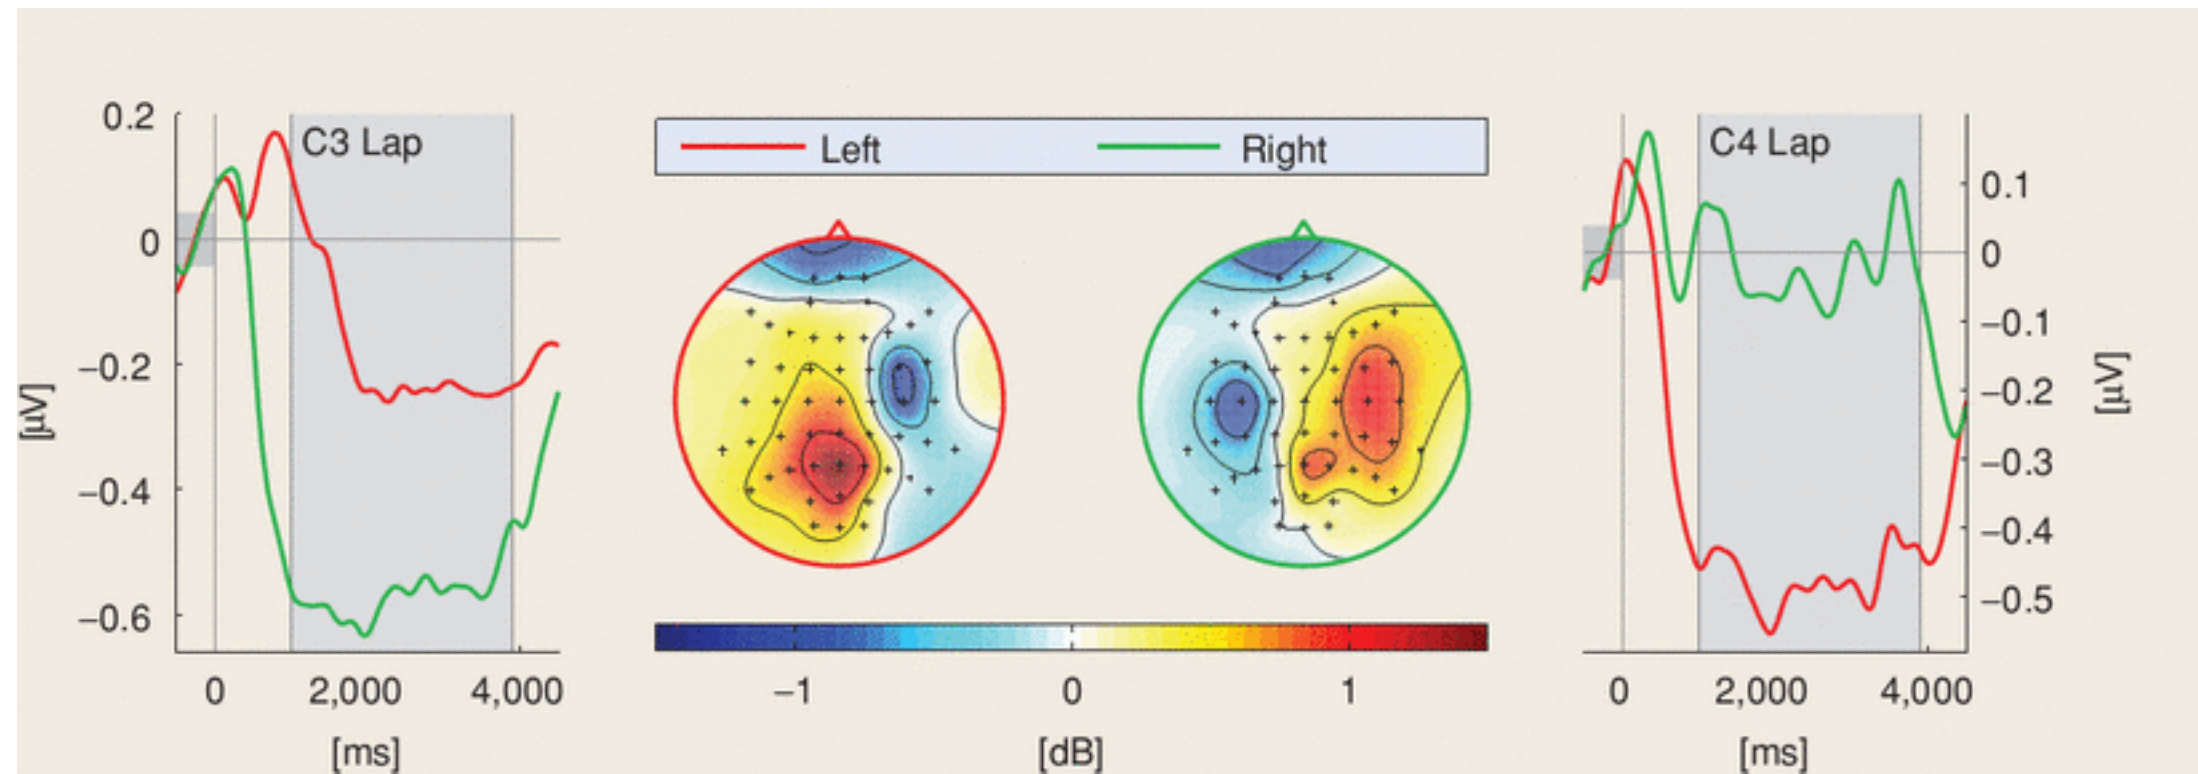 0.2
0
−0.2
−0.4
−0.6
[μV]
C3 Lap
0 2,000 4,000
[ms]
Left Right
−1 0 1
[dB]
C4 Lap
0.1
0
−0.1
−0.2
−0.3
−0.4
−0.5
[μV]
0 2,000 4,000
[ms]